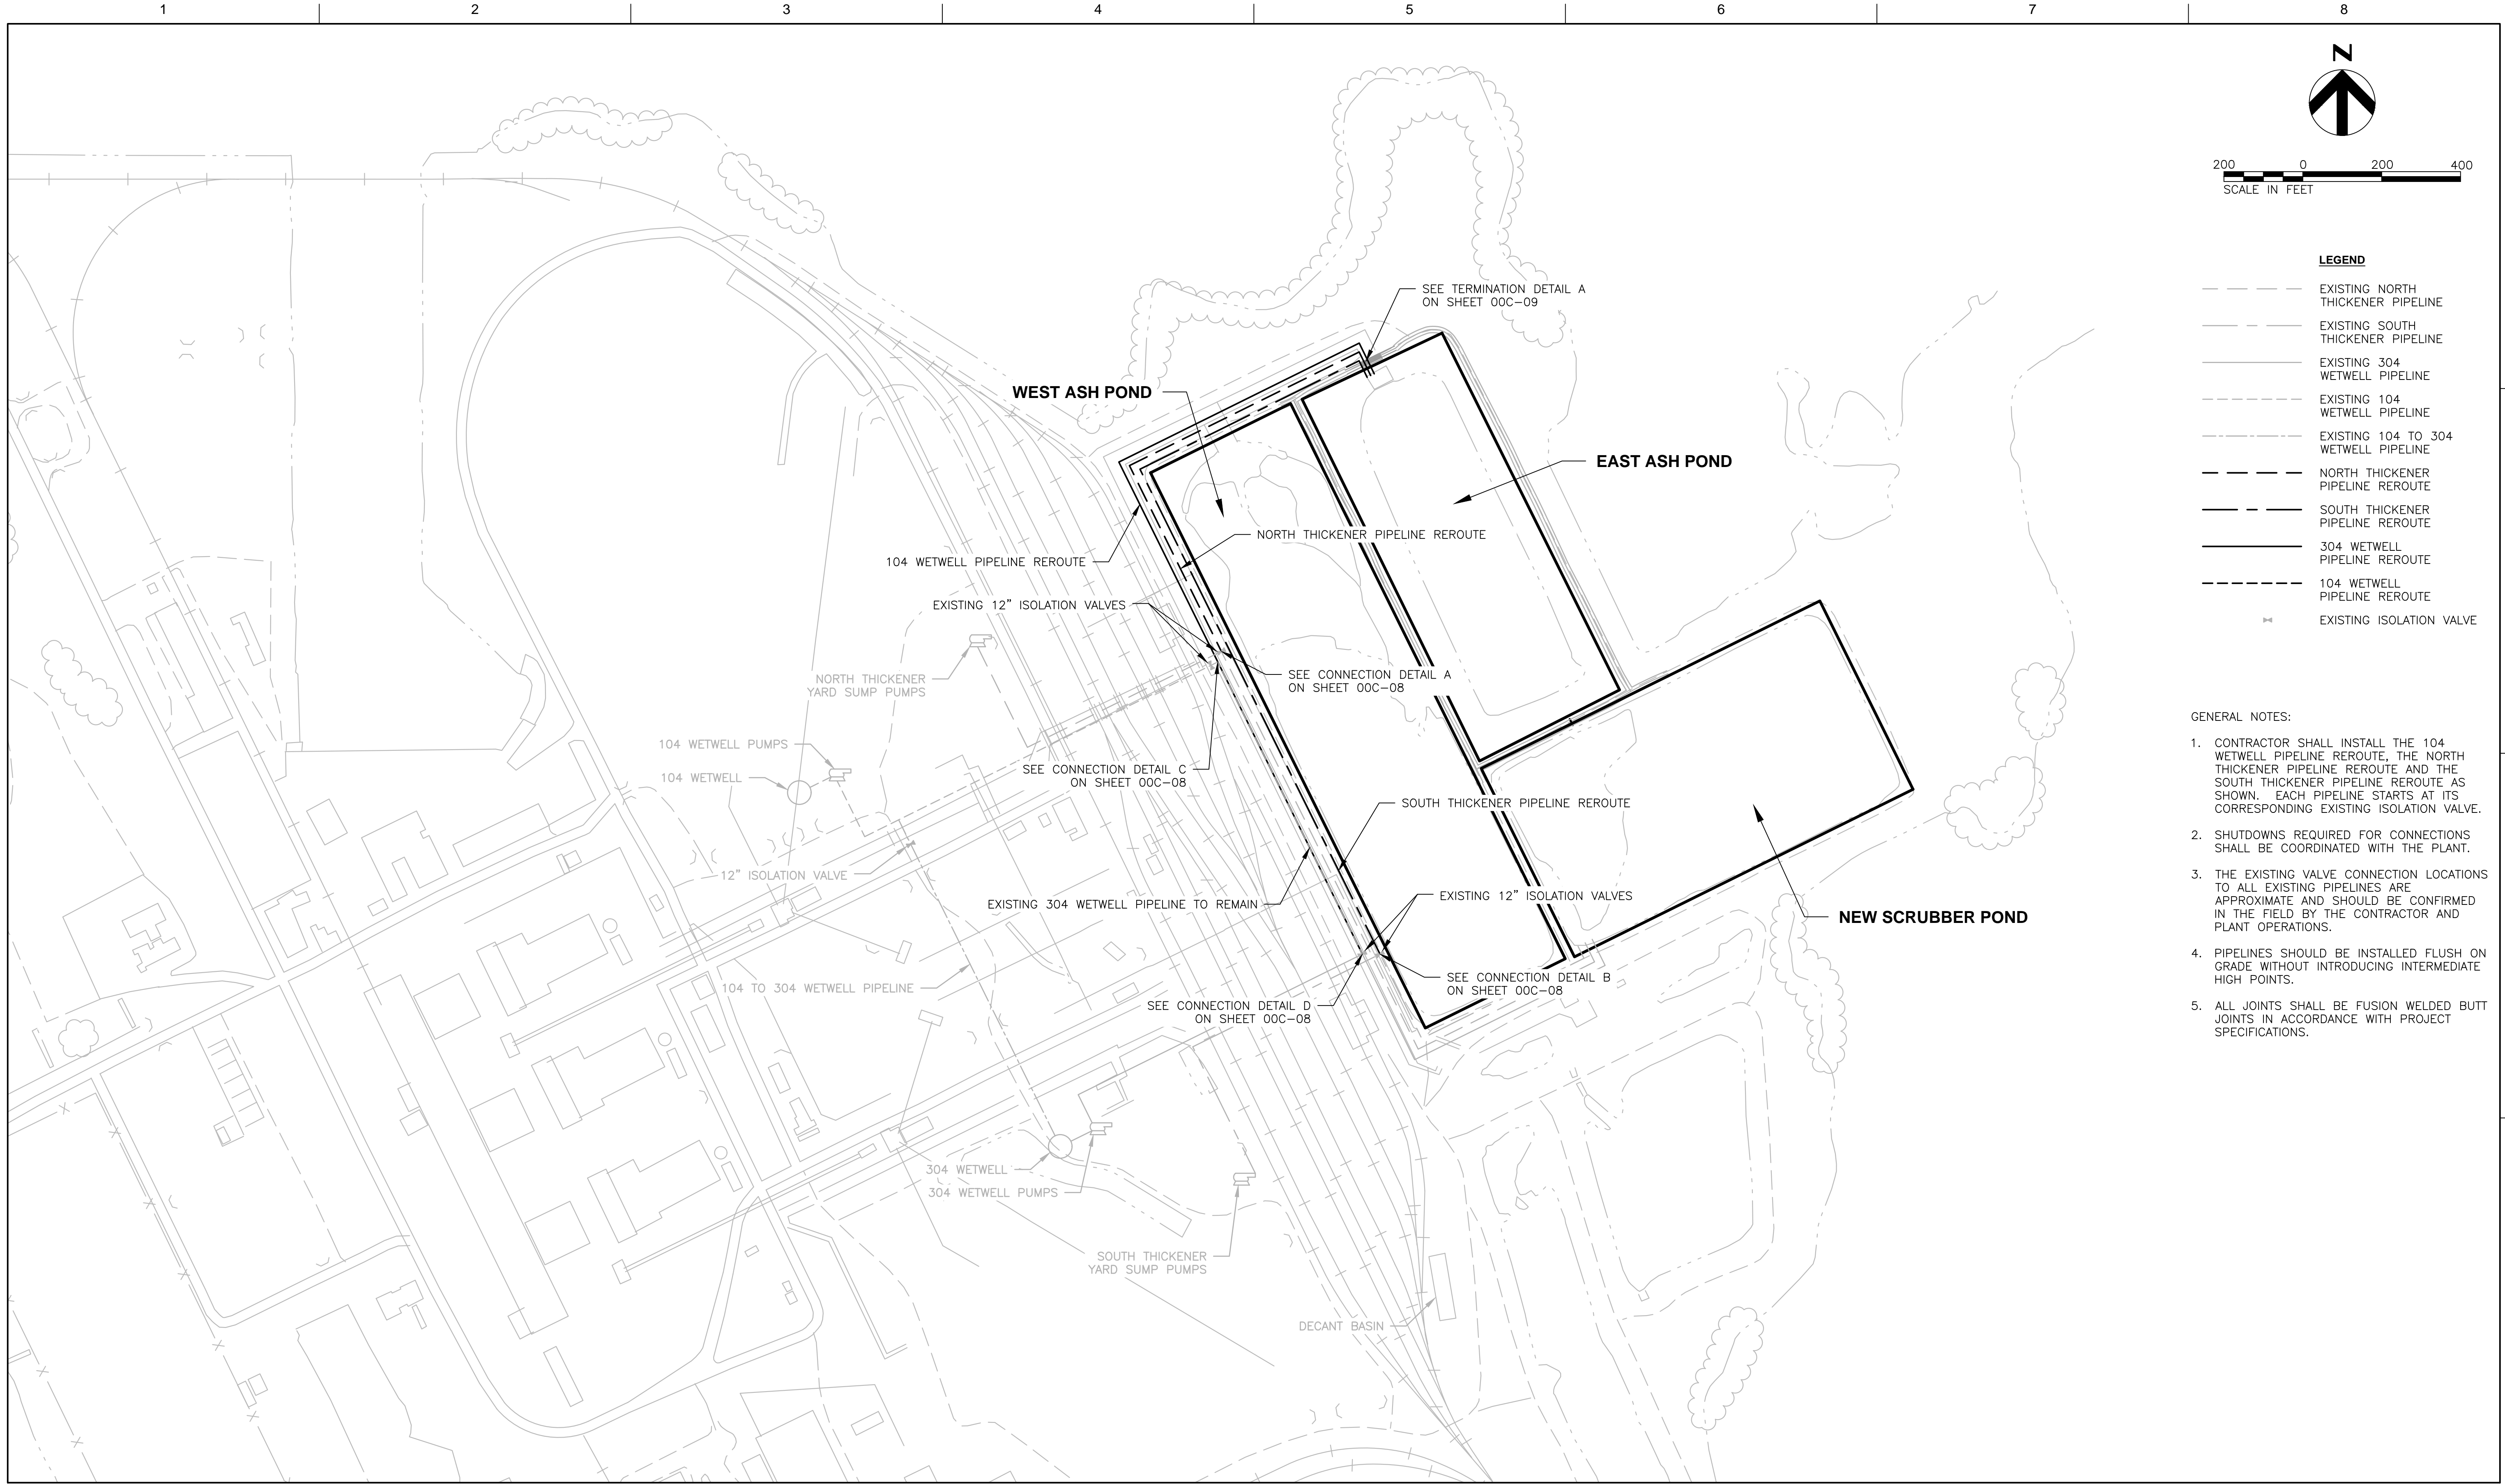 1 2 3 4 5 6 7 8
N
200 0 200 400
SCALE IN FEET
LEGEND
EXISTING NORTH
THICKENER PIPELINE
EXISTING SOUTH
THICKENER PIPELINE
EXISTING 304
WETWELL PIPELINE
EXISTING 104
WETWELL PIPELINE
EXISTING 104 TO 304
WETWELL PIPELINE
NORTH THICKENER
PIPELINE REROUTE
SOUTH THICKENER
PIPELINE REROUTE
304 WETWELL
PIPELINE REROUTE
104 WETWELL
PIPELINE REROUTE
EXISTING ISOLATION VALVE
GENERAL NOTES:
1. CONTRACTOR SHALL INSTALL THE 104
WETWELL PIPELINE REROUTE, THE NORTH
THICKENER PIPELINE REROUTE AND THE
SOUTH THICKENER PIPELINE REROUTE AS
SHOWN. EACH PIPELINE STARTS AT ITS
CORRESPONDING EXISTING ISOLATION VALVE.
2. SHUTDOWNS REQUIRED FOR CONNECTIONS
SHALL BE COORDINATED WITH THE PLANT.
3. THE EXISTING VALVE CONNECTION LOCATIONS
TO ALL EXISTING PIPELINES ARE
APPROXIMATE AND SHOULD BE CONFIRMED
IN THE FIELD BY THE CONTRACTOR AND
PLANT OPERATIONS.
4. PIPELINES SHOULD BE INSTALLED FLUSH ON
GRADE WITHOUT INTRODUCING INTERMEDIATE
HIGH POINTS.
5. ALL JOINTS SHALL BE FUSION WELDED BUTT
JOINTS IN ACCORDANCE WITH PROJECT
SPECIFICATIONS.
SEE TERMINATION DETAIL A
ON SHEET 00C-09
WEST ASH POND
EAST ASH POND
NORTH THICKENER PIPELINE REROUTE
104 WETWELL PIPELINE REROUTE
EXISTING 12" ISOLATION VALVES
SEE CONNECTION DETAIL A
ON SHEET 00C-08
NORTH THICKENER
YARD SUMP PUMPS
104 WETWELL PUMPS
104 WETWELL
SEE CONNECTION DETAIL C
ON SHEET 00C-08
SOUTH THICKENER PIPELINE REROUTE
12" ISOLATION VALVE
EXISTING 304 WETWELL PIPELINE TO REMAIN
EXISTING 12" ISOLATION VALVES
NEW SCRUBBER POND
SEE CONNECTION DETAIL B
ON SHEET 00C-08
104 TO 304 WETWELL PIPELINE
SEE CONNECTION DETAIL D
ON SHEET 00C-08
304 WETWELL
304 WETWELL PUMPS
SOUTH THICKENER
YARD SUMP PUMPS
DECANT BASIN